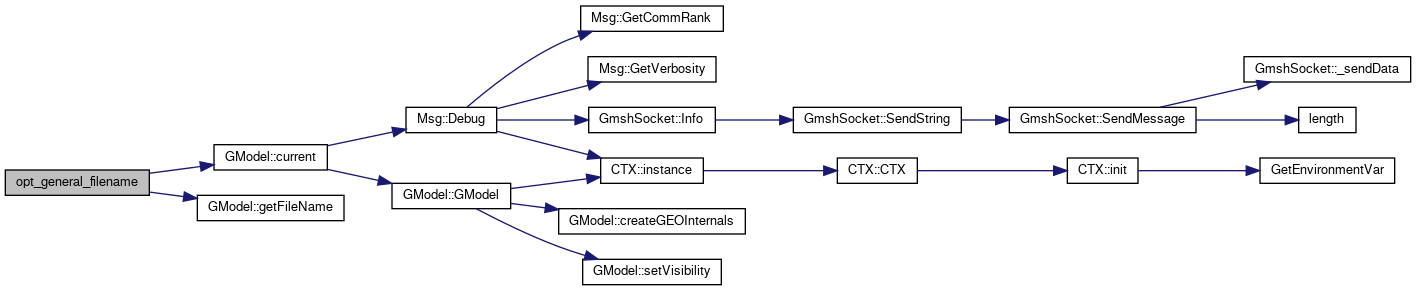 opt_general_filename
GModel::current
GModel::getFileName
Msg::Debug
GModel::GModel
Msg::GetCommRank
Msg::GetVerbosity
GmshSocket::Info
CTX::instance
GModel::createGEOInternals
GModel::setVisibility
GmshSocket::SendString
CTX::CTX
GmshSocket::SendMessage
CTX::init
GmshSocket::_sendData
length
GetEnvironmentVar